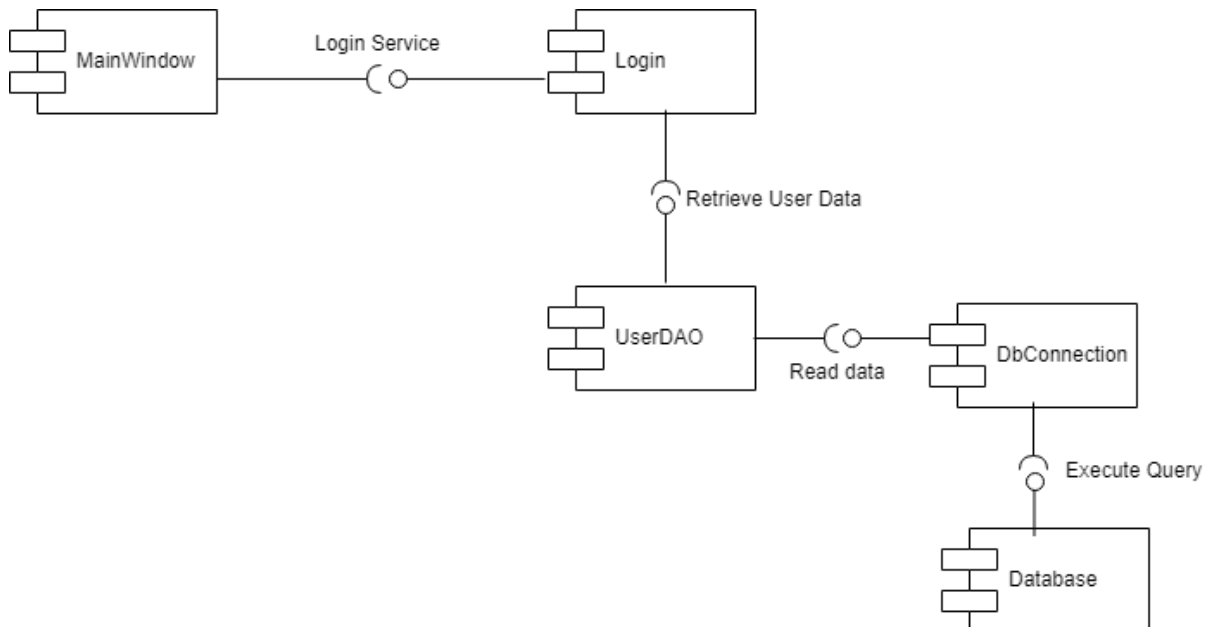 Login Service
MainWindow
Login
Retrieve User Data
UserDAO
DbConnection
Read data
Execute Query
Database